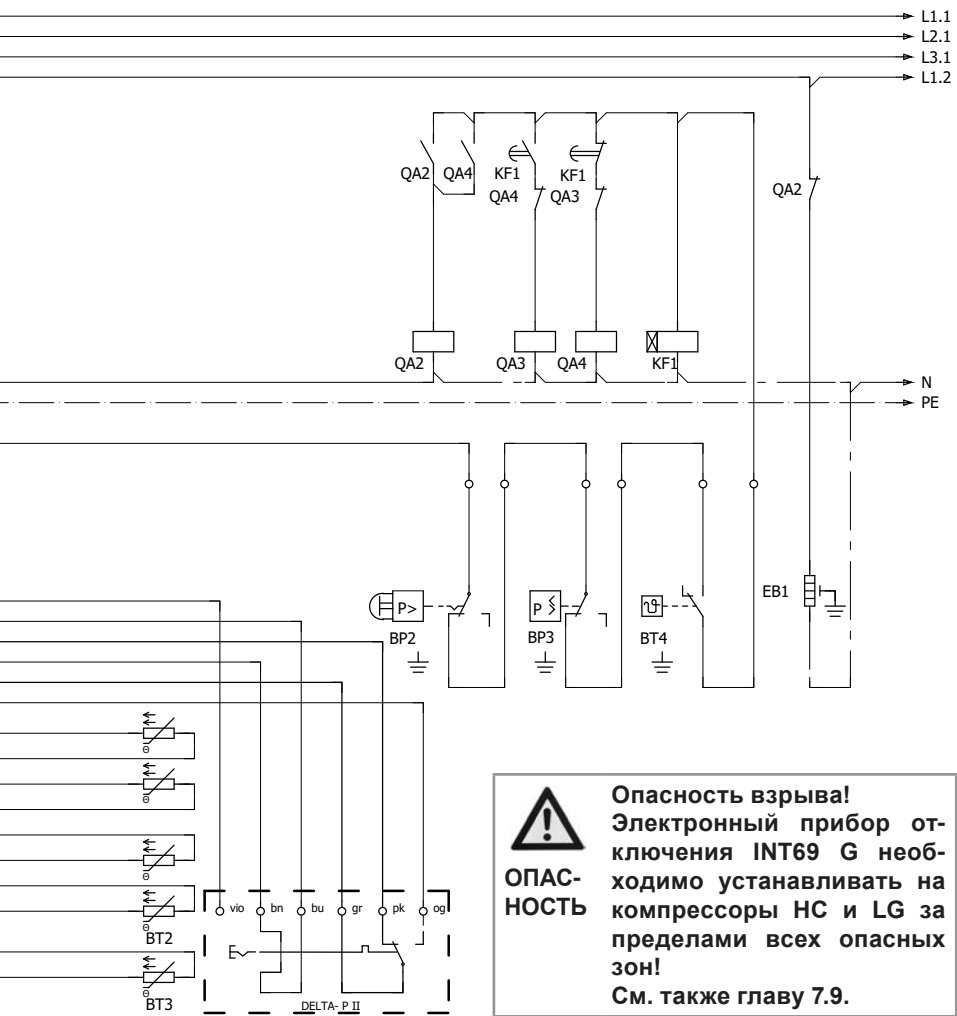 L1.1
L2.1
L3.1
L1.2
QA2 QA4 KF1 KF1
QA4 QA3
QA2
QA2 QA3 QA4 KF1
N
PE
P> P
BP2 BP3 BT4
EB1
Θ
Θ
Θ
Θ
BT2
Θ
BT3
vio bn bu gr pk og
DELTA- P II
ОПАС-
НОСТЬ
Опасность взрыва!
Электронный прибор от-
ключения INT69 G необ-
ходимо устанавливать на
компрессоры HC и LG за
пределами всех опасных
зон!
См. также главу 7.9.